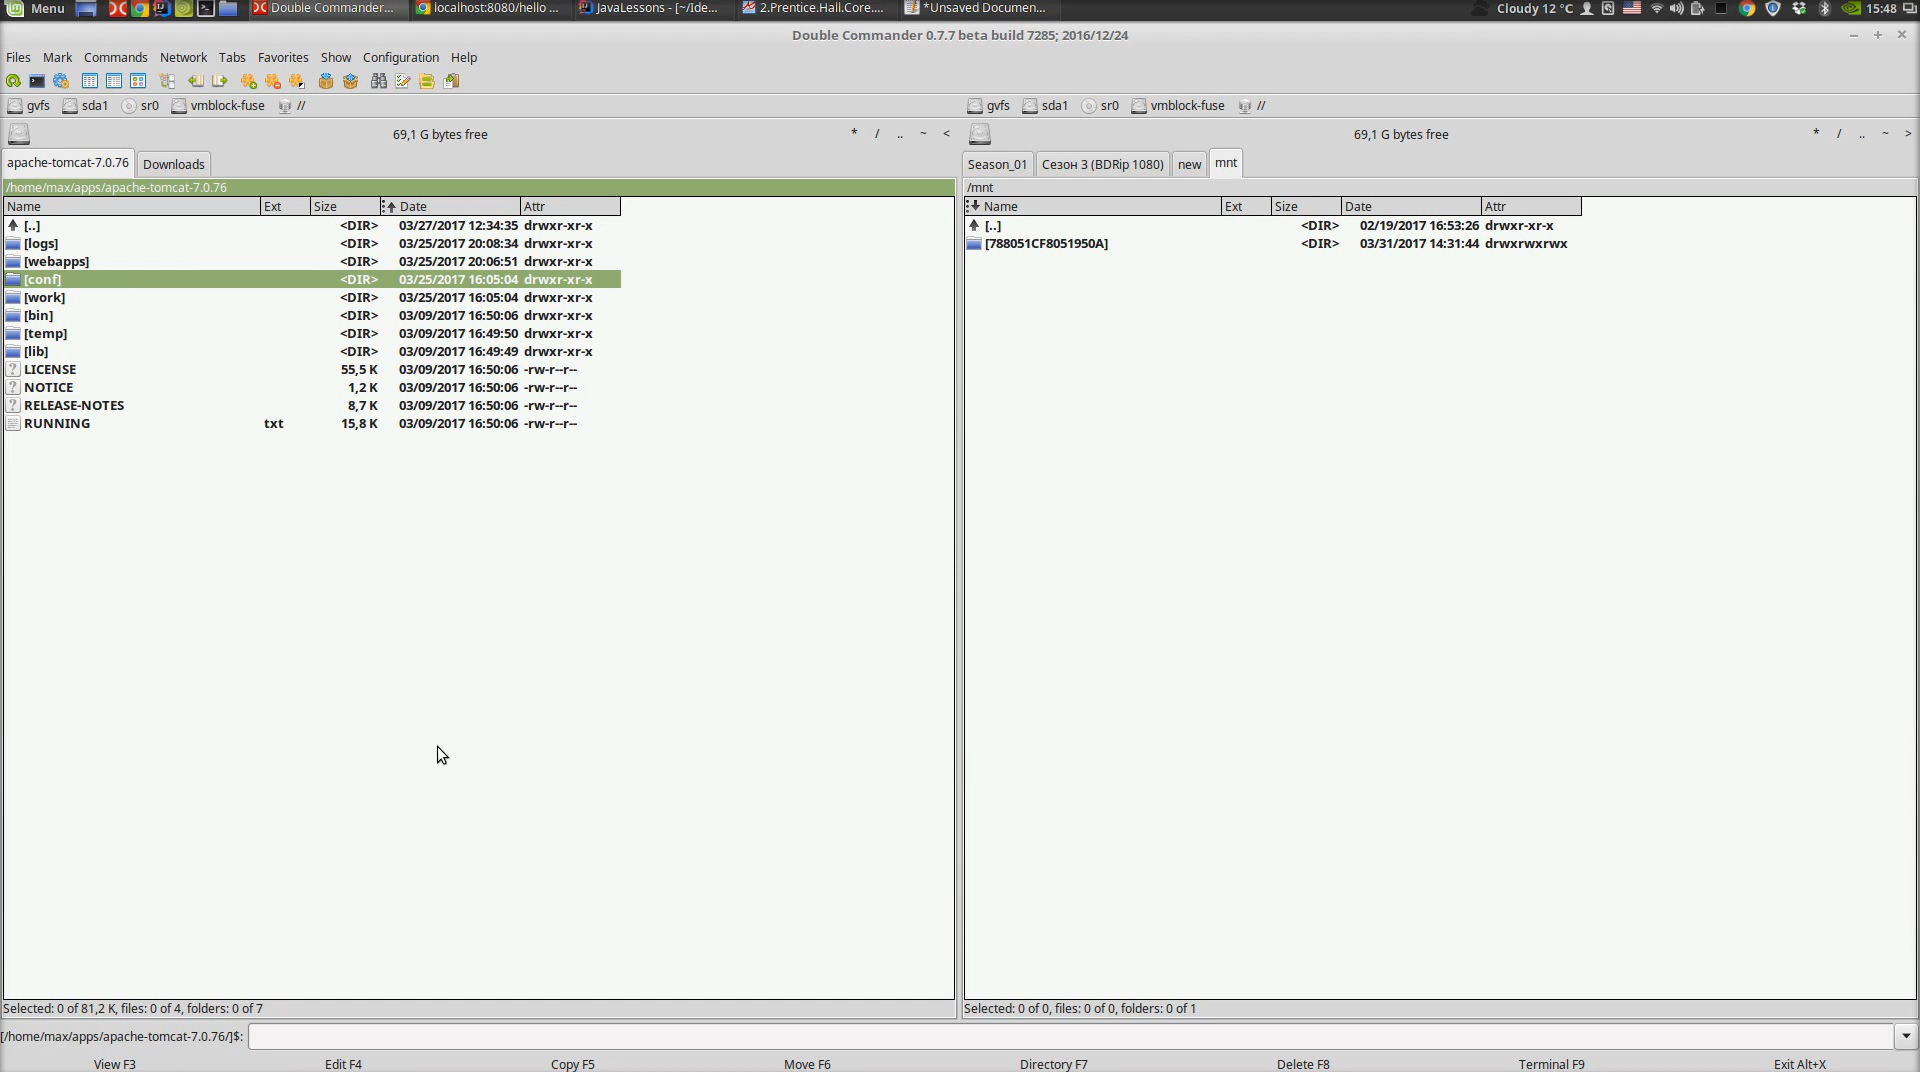 Menu Double Commander... localhost:8080/hello ... JavaLessons - [~/Ide... 2.Prentice.Hall.Core.... *Unsaved Documen... Cloudy 12 °C 15:48
Double Commander 0.7.7 beta build 7285; 2016/12/24
Files Mark Commands Network Tabs Favorites Show Configuration Help
gvfs sda1 sr0 vmblock-fuse // gvfs sda1 sr0 vmblock-fuse //
69,1 G bytes free * / .. ~ < 69,1 G bytes free * / .. ~ >
apache-tomcat-7.0.76 Downloads Season_01 Сезон 3 (BDRip 1080) new mnt
/home/max/apps/apache-tomcat-7.0.76 /mnt
Name Ext Size Date Attr Name Ext Size Date Attr
[..] <DIR> 03/27/2017 12:34:35 drwxr-xr-x [..] <DIR> 02/19/2017 16:53:26 drwxr-xr-x
[logs] <DIR> 03/25/2017 20:08:34 drwxr-xr-x [788051CF8051950A] <DIR> 03/31/2017 14:31:44 drwxrwxrwx
[webapps] <DIR> 03/25/2017 20:06:51 drwxr-xr-x
[conf] <DIR> 03/25/2017 16:05:04 drwxr-xr-x
[work] <DIR> 03/25/2017 16:05:04 drwxr-xr-x
[bin] <DIR> 03/09/2017 16:50:06 drwxr-xr-x
[temp] <DIR> 03/09/2017 16:49:50 drwxr-xr-x
[lib] <DIR> 03/09/2017 16:49:49 drwxr-xr-x
LICENSE 55,5 K 03/09/2017 16:50:06 -rw-r--r--
NOTICE 1,2 K 03/09/2017 16:50:06 -rw-r--r--
RELEASE-NOTES 8,7 K 03/09/2017 16:50:06 -rw-r--r--
RUNNING txt 15,8 K 03/09/2017 16:50:06 -rw-r--r--
Selected: 0 of 81,2 K, files: 0 of 4, folders: 0 of 7 Selected: 0 of 0, files: 0 of 0, folders: 0 of 1
[/home/max/apps/apache-tomcat-7.0.76/]$:
View F3 Edit F4 Copy F5 Move F6 Directory F7 Delete F8 Terminal F9 Exit Alt+X